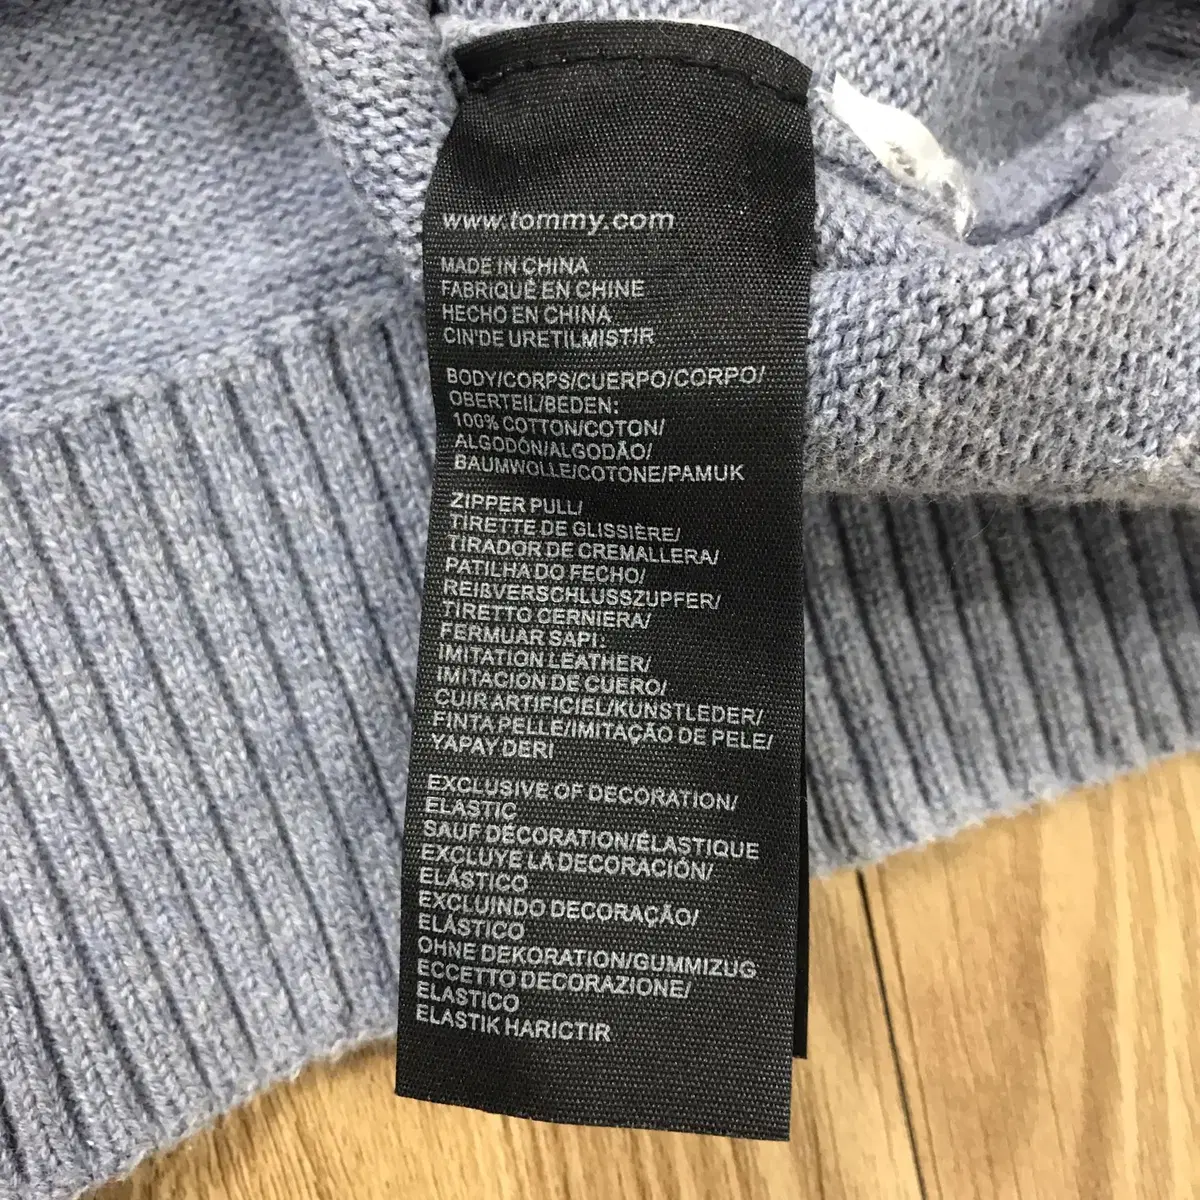 www.tommy.com
MADE IN CHINA
FABRIQUÉ EN CHINE
HECHO EN CHINA
CIN'DE URETILMISTIR
BODY/CORPS/CUERPO/CORPO/
OBERTEIL/BEDEN:
100% COTTON/COTON/
ALGODÓN/ALGODÃO/
BAUMWOLLE/COTONE/PAMUK
ZIPPER PULL/
TIRETTE DE GLISSIÈRE/
TIRADOR DE CREMALLERA/
PATILHA DO FECHO/
REIßVERSCHLUSSZUPFER/
TIRETTO CERNIERA/
FERMUAR SAPI:
IMITATION LEATHER/
IMITACION DE CUERO/
CUIR ARTIFICIEL/KUNSTLEDER/
FINTA PELLE/IMITAÇÃO DE PELE/
YAPAY DERI
EXCLUSIVE OF DECORATION/
ELASTIC
SAUF DÉCORATION/ÉLASTIQUE
EXCLUYE LA DECORACIÓN/
ELÁSTICO
EXCLUINDO DECORAÇÃO/
ELÁSTICO
OHNE DEKORATION/GUMMIZUG
ECCETTO DECORAZIONE/
ELASTICO
ELASTIK HARICTIR